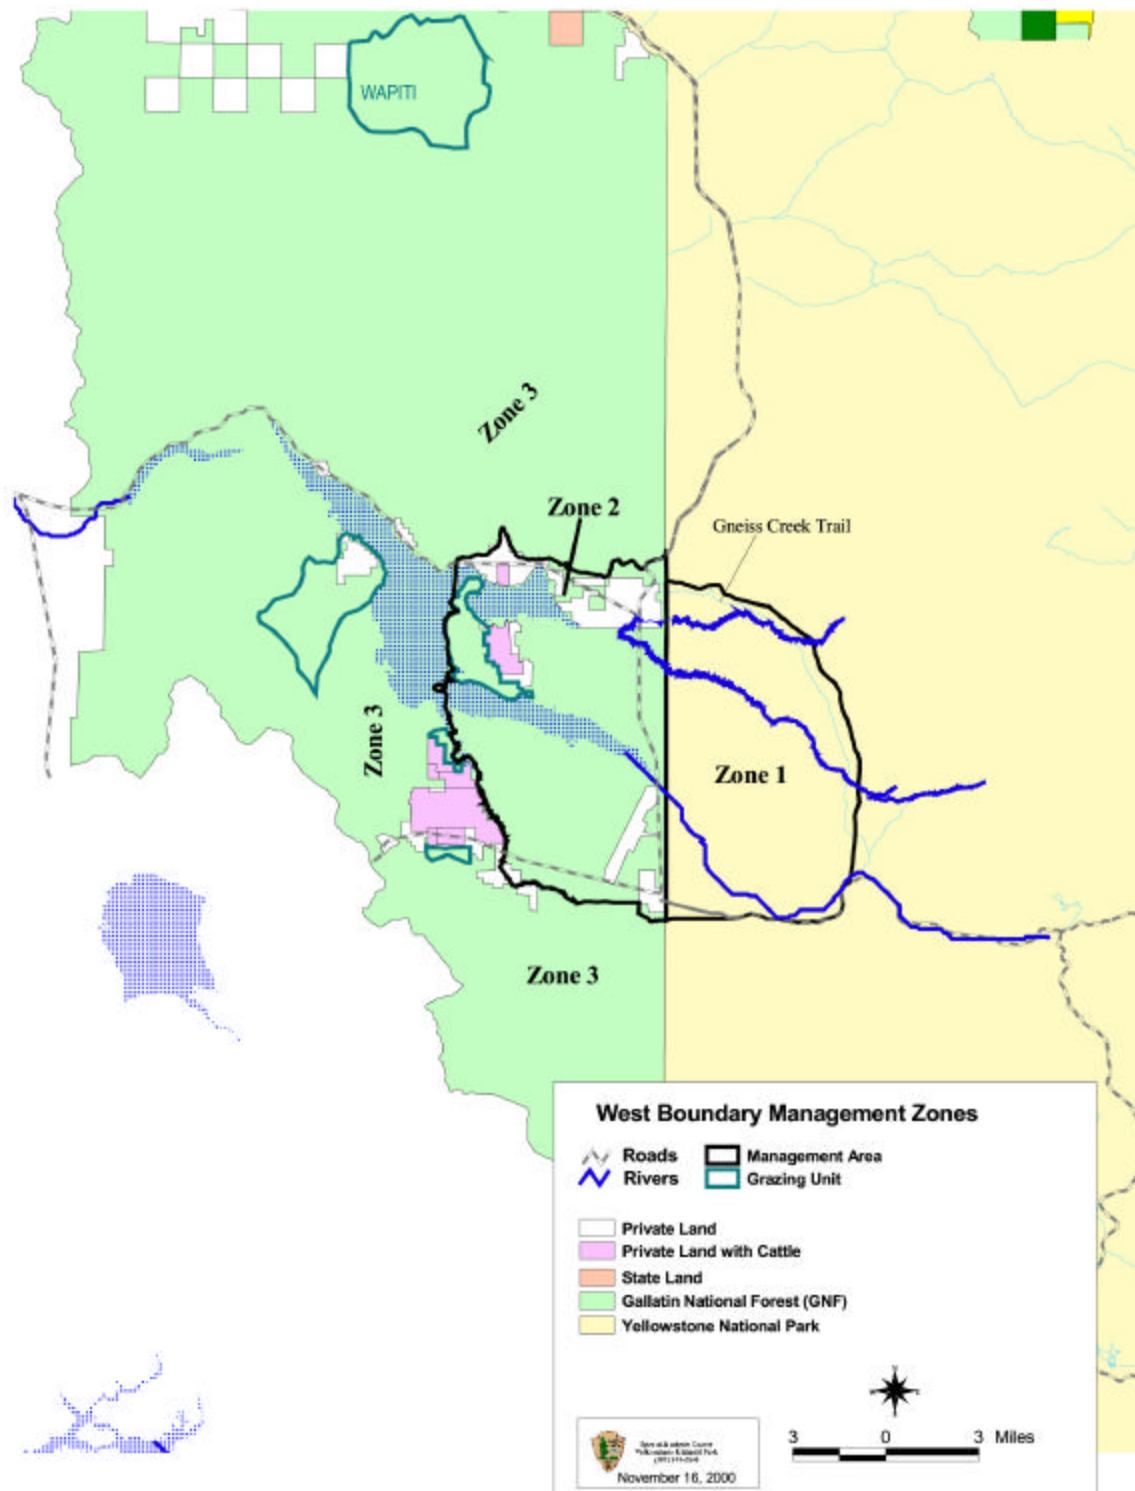 WAPITI
Zone 3
Zone 2
Gneiss Creek Trail
Zone 3
Zone 1
Zone 3
West Boundary Management Zones
Roads
Management Area
Rivers
Grazing Unit
Private Land
Private Land with Cattle
State Land
Gallatin National Forest (GNF)
Yellowstone National Park
3 0 3 Miles
November 16, 2000